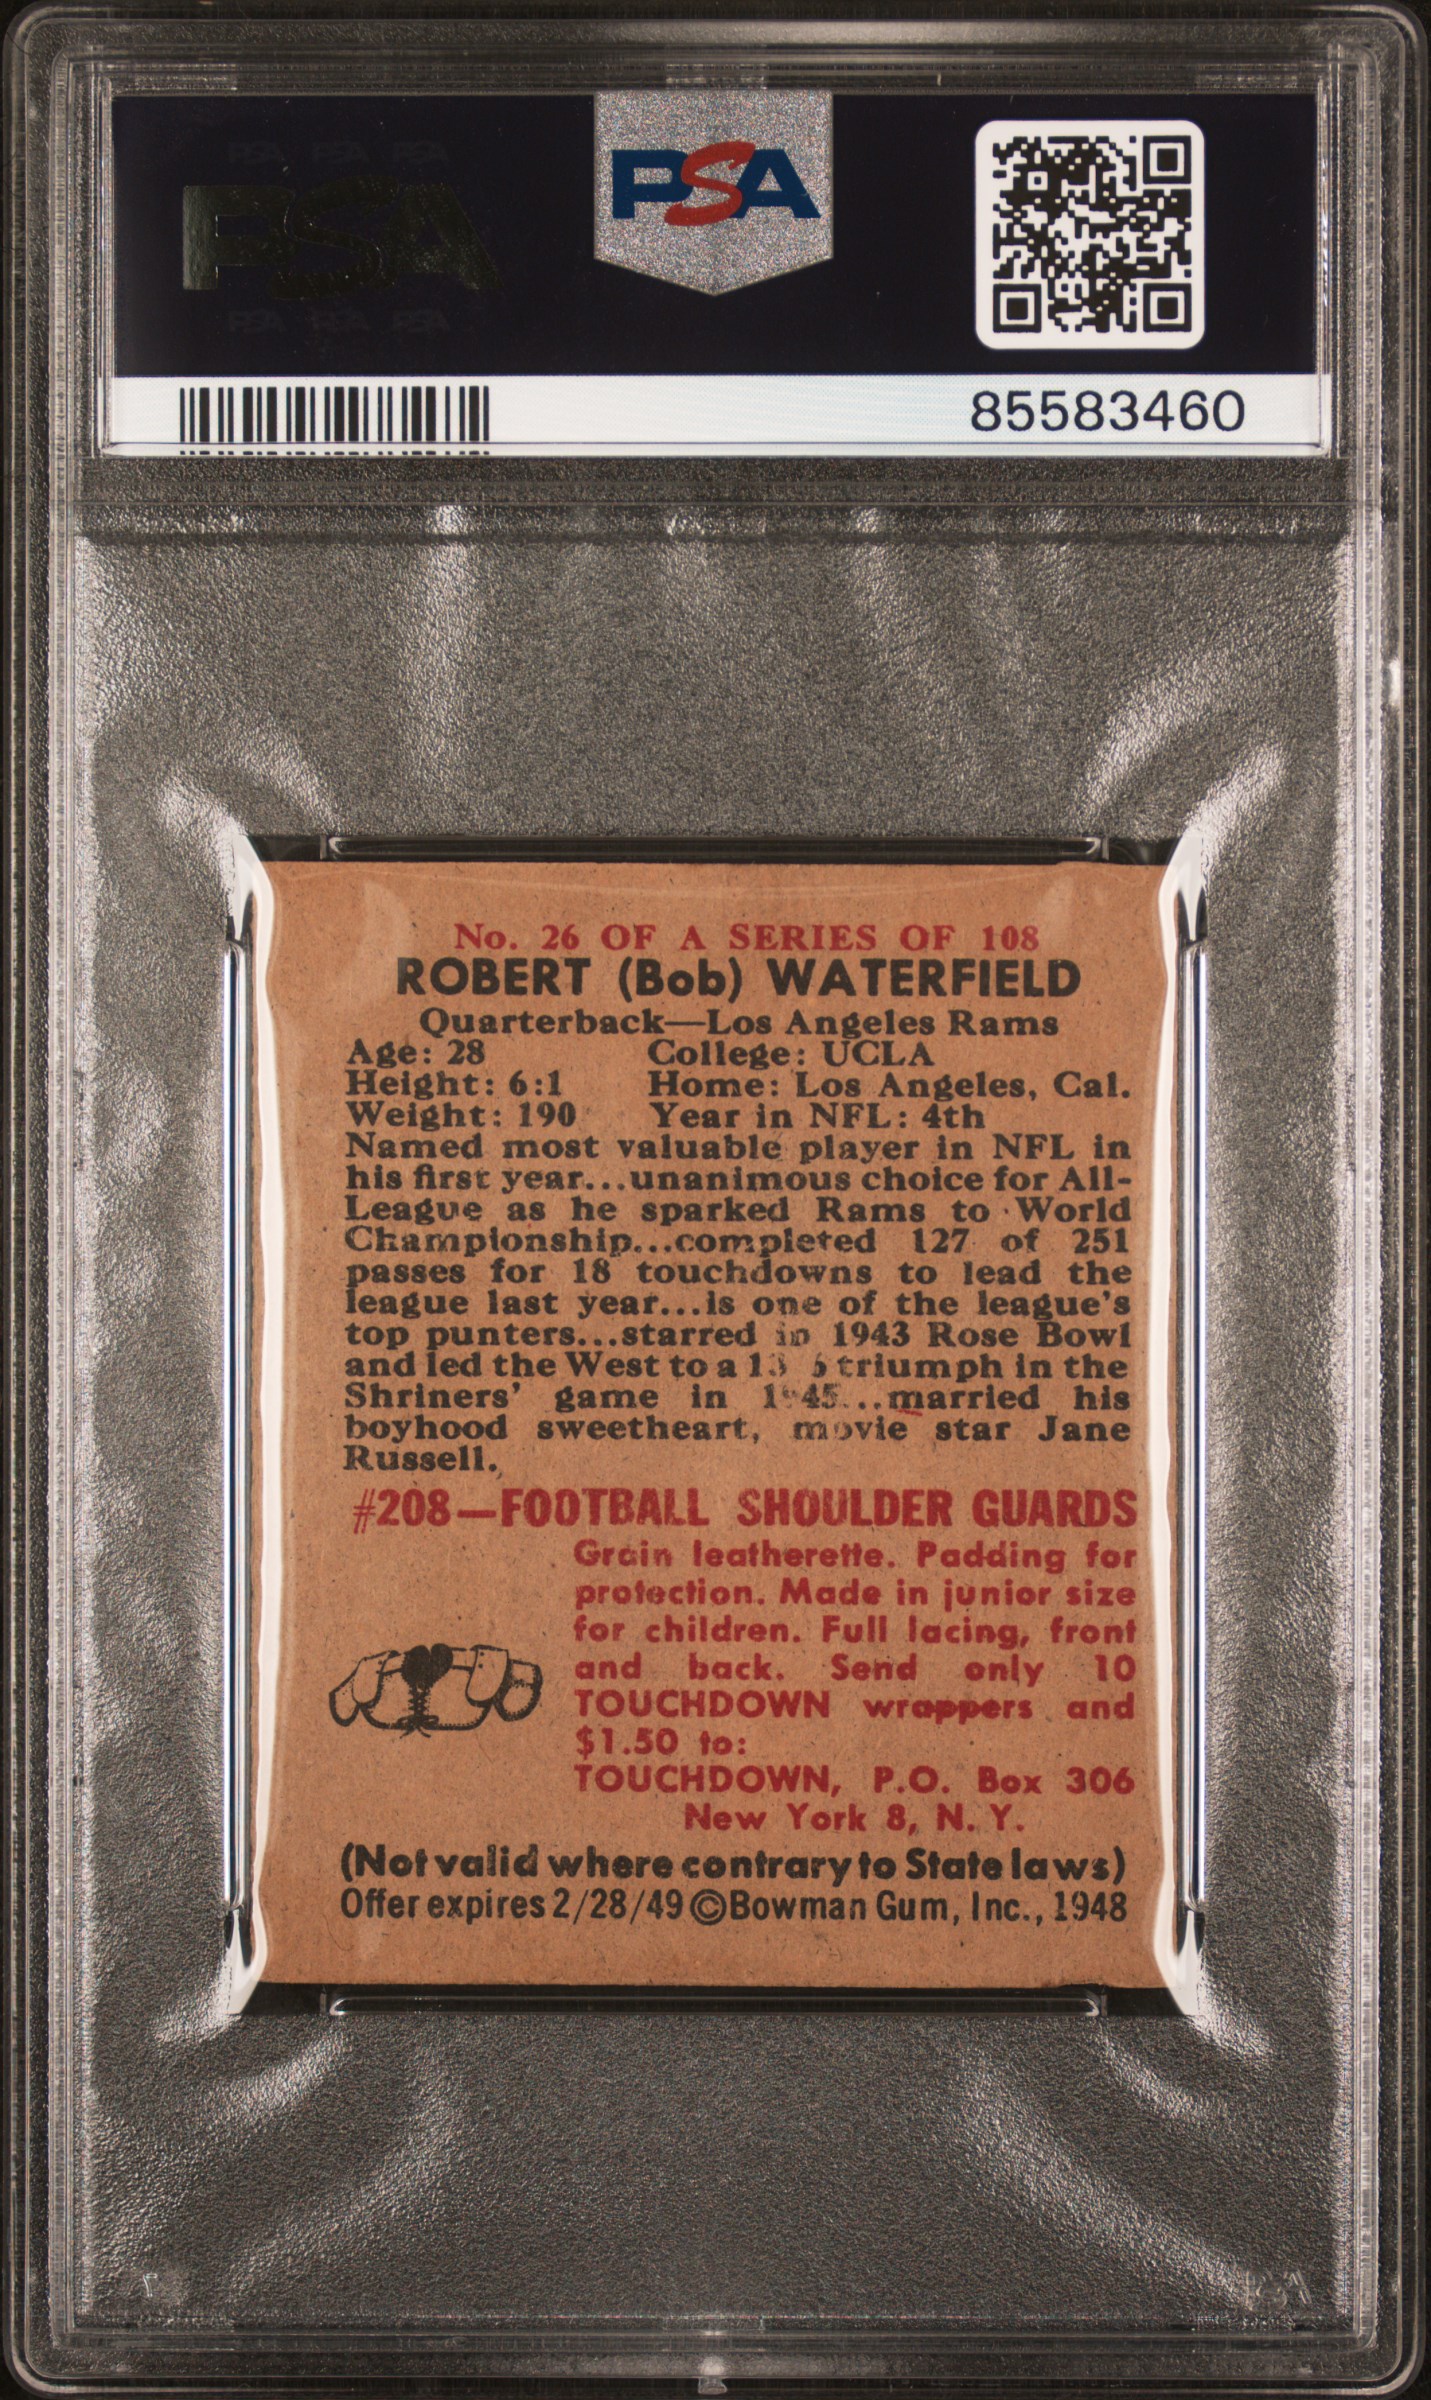 PSA PSA PSA
PSA
PSA PSA PSA
PSA
85583460
No. 26 OF A SERIES OF 108
ROBERT (Bob) WATERFIELD
Quarterback—Los Angeles Rams
Age: 28 College: UCLA
Height: 6:1 Home: Los Angeles, Cal.
Weight: 190 Year in NFL: 4th
Named most valuable player in NFL in
his first year...unanimous choice for All-
League as he sparked Rams to World
Championship...completed 127 of 251
passes for 18 touchdowns to lead the
league last year...is one of the league's
top punters...starred in 1943 Rose Bowl
and led the West to a triumph in the
Shriners' game in 1945...married his
boyhood sweetheart, movie star Jane
Russell.
#208—FOOTBALL SHOULDER GUARDS
Grain leatherette. Padding for
protection. Made in junior size
for children. Full lacing, front
and back. Send only 10
TOUCHDOWN wrappers and
$1.50 to:
TOUCHDOWN, P.O. Box 306
New York 8, N. Y.
(Not valid where contrary to State laws)
Offer expires 2/28/49 ©Bowman Gum, Inc., 1948